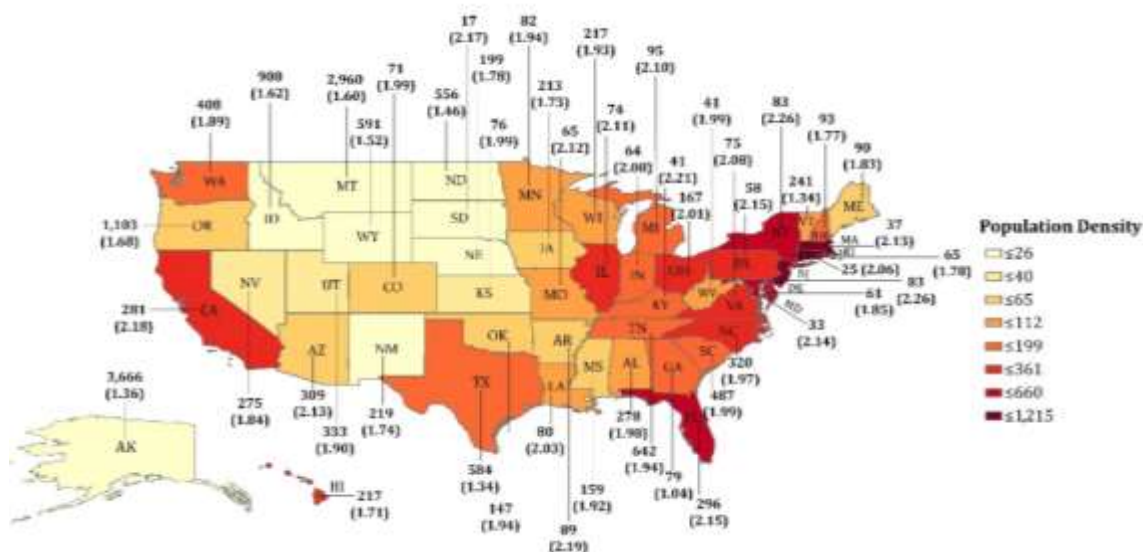 17
(2.17)
82
(1.94)
217
(1.93)
95
(2.10)
199
(1.78)
71
(1.99)
2,960
(1.60)
908
(1.62)
556
(1.46)
213
(1.73)
74
(2.11)
41
(1.99)
83
(2.26)
93
(1.77)
408
(1.89)
591
(1.52)
76
(1.99)
65
(2.12)
64
(2.08)
41
(2.21)
75
(2.08)
90
(1.83)
167
(2.01)
58
(2.15)
241
(1.34)
WA
MT
ND
MN
ME
VT
OR
ID
SD
WI
MI
NY
37
(2.13)
1,103
(1.68)
WY
IA
MA
RI
65
(1.78)
NE
PA
25 (2.06)
NJ
NV
UT
CO
IL
IN
OH
WV
DE
83
(2.26)
CA
KS
MO
KY
VA
MD
61
(1.85)
281
(2.18)
33
(2.14)
OK
TN
NC
AZ
NM
AR
SC
320
(1.97)
MS
AL
GA
TX
LA
487
(1.99)
3,666
(1.36)
275
(1.84)
309
(2.13)
219
(1.74)
80
(2.03)
278
(1.98)
333
(1.90)
642
(1.94)
AK
584
(1.34)
79
(1.04)
HI
217
(1.71)
159
(1.92)
296
(2.15)
147
(1.94)
89
(2.19)
Population Density
≤26
≤40
≤65
≤112
≤199
≤361
≤660
≤1,215